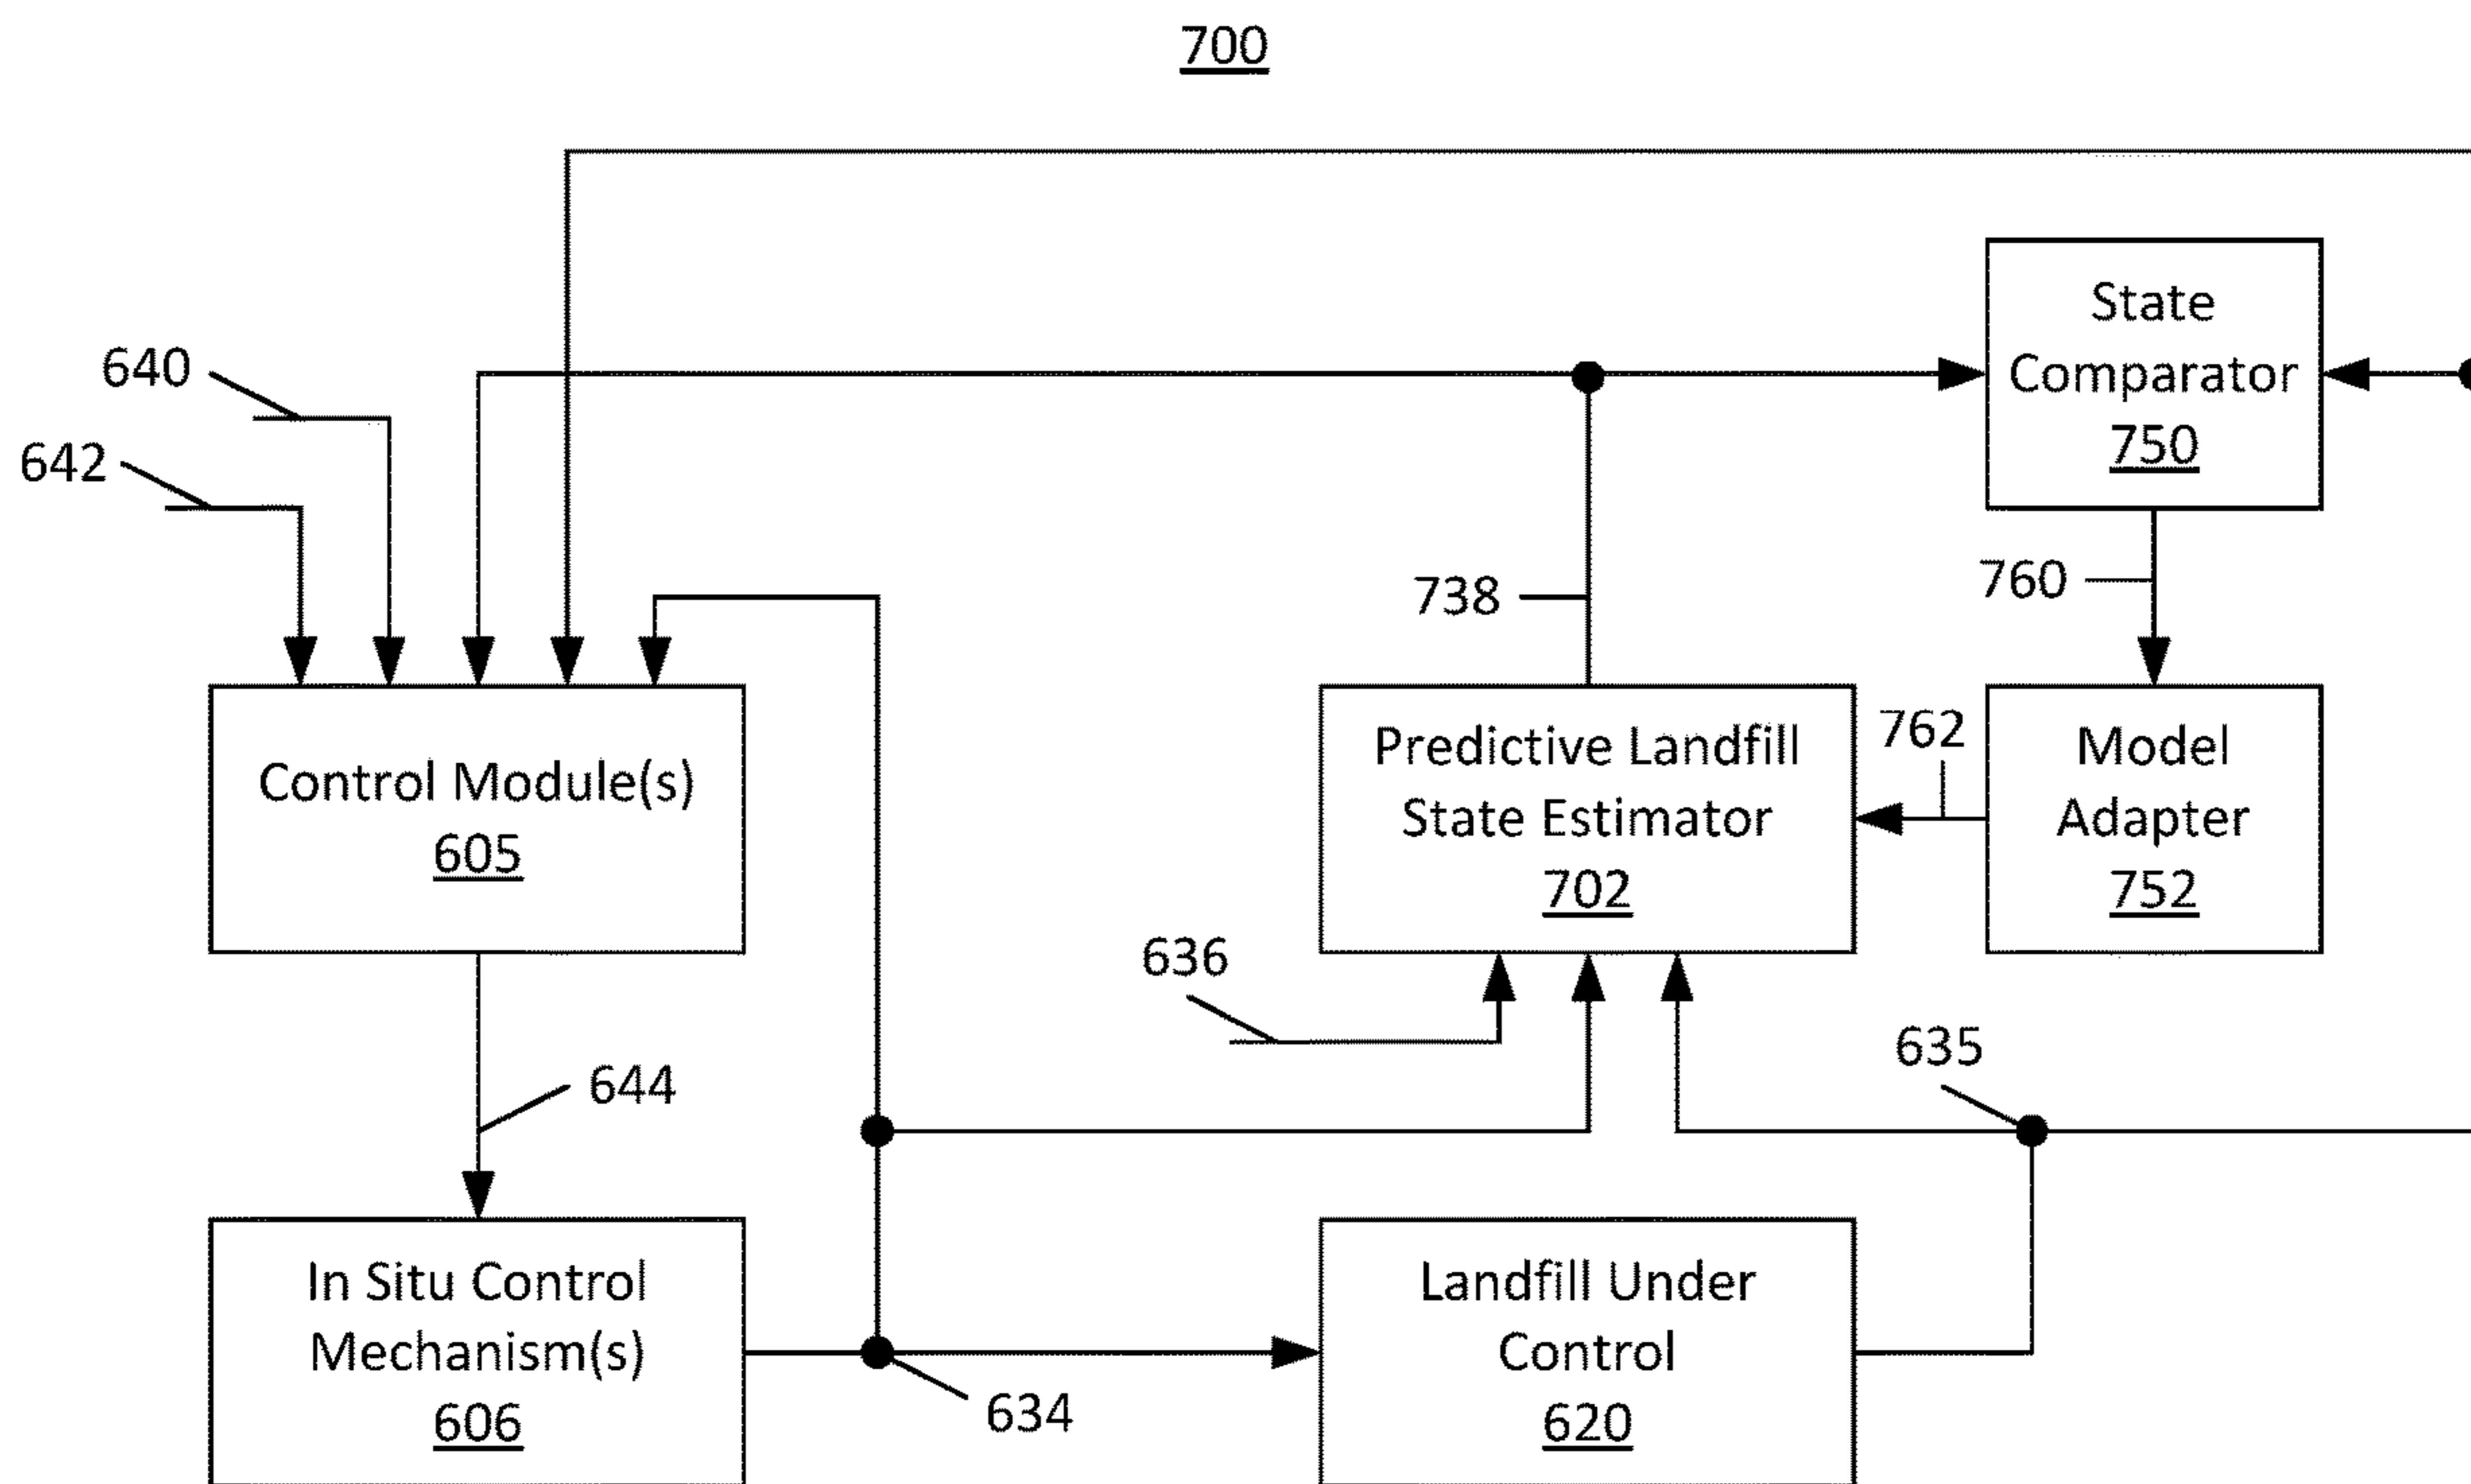 700
640
642
State
Comparator
750
738
760
Control Module(s)
605
Predictive Landfill
State Estimator
702
762
Model
Adapter
752
636
635
644
In Situ Control
Mechanism(s)
606
634
Landfill Under
Control
620